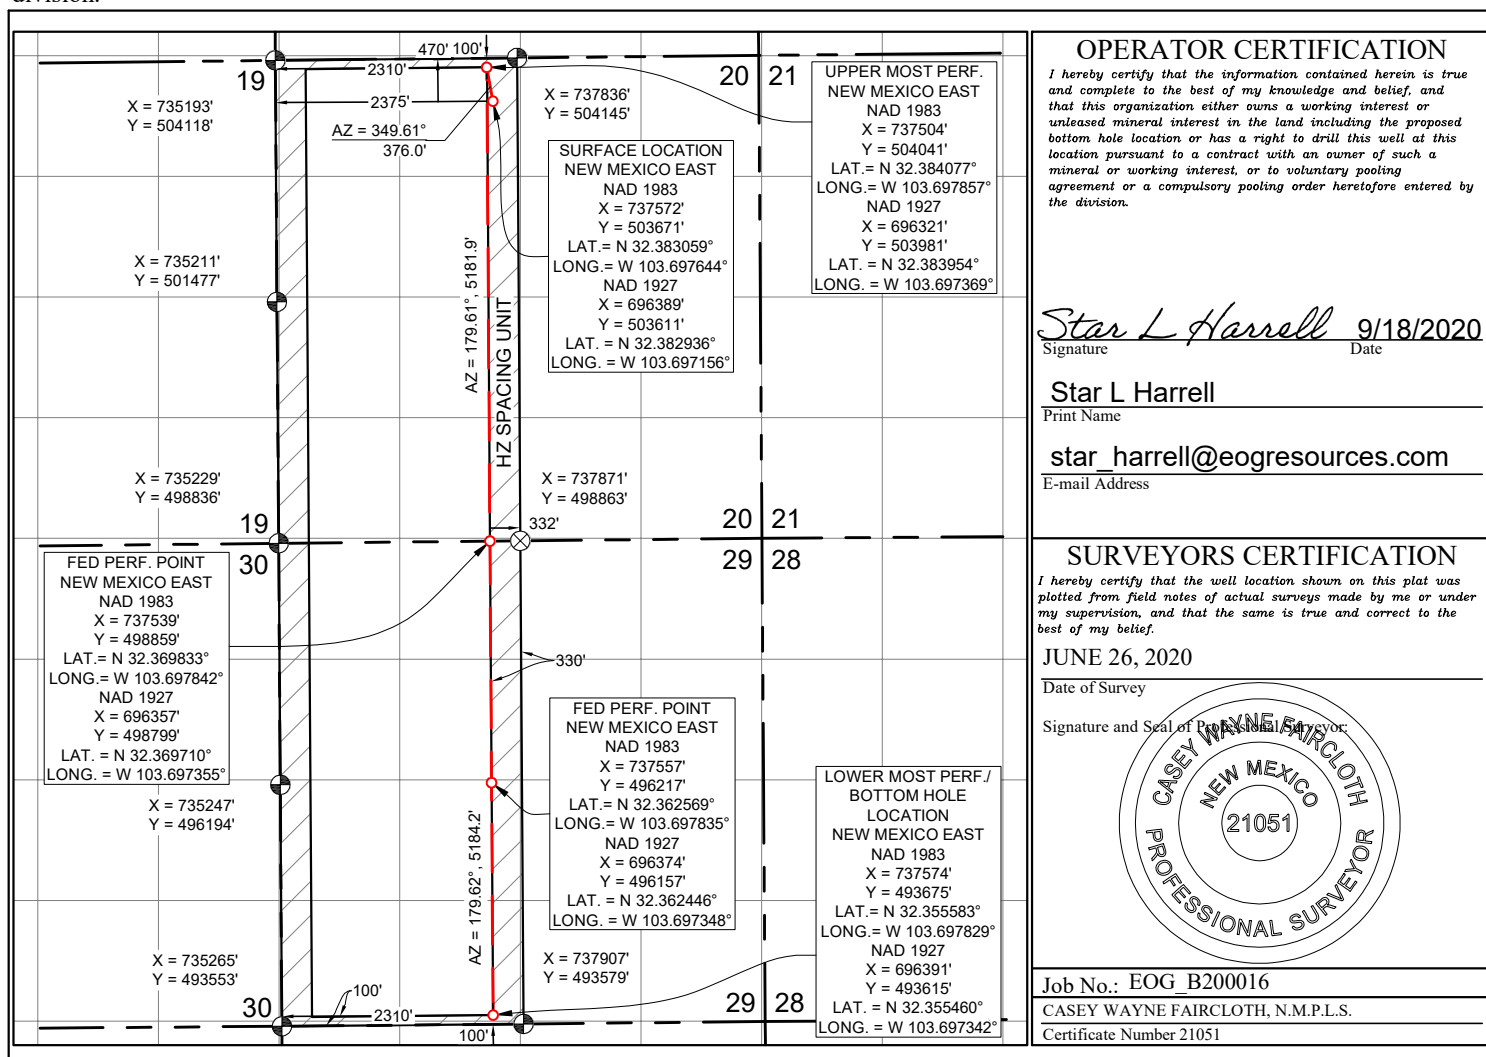 division.
470' 100'
19
2310'
20 21
2375'
X = 735193'
Y = 504118'
X = 737836'
Y = 504145'
AZ = 349.61°
376.0'
UPPER MOST PERF.
NEW MEXICO EAST
NAD 1983
X = 737504'
Y = 504041'
LAT.= N 32.384077°
LONG.= W 103.697857°
NAD 1927
X = 696321'
Y = 503981'
LAT. = N 32.383954°
LONG. = W 103.697369°
SURFACE LOCATION
NEW MEXICO EAST
NAD 1983
X = 737572'
Y = 503671'
LAT.= N 32.383059°
LONG.= W 103.697644°
NAD 1927
X = 696389'
Y = 503611'
LAT. = N 32.382936°
LONG. = W 103.697156°
X = 735211'
Y = 501477'
AZ = 179.61°, 5181.9'
HZ SPACING UNIT
X = 735229'
Y = 498836'
X = 737871'
Y = 498863'
332'
19
30
20 21
29 28
FED PERF. POINT
NEW MEXICO EAST
NAD 1983
X = 737539'
Y = 498859'
LAT.= N 32.369833°
LONG.= W 103.697842°
NAD 1927
X = 696357'
Y = 498799'
LAT. = N 32.369710°
LONG. = W 103.697355°
330'
X = 735247'
Y = 496194'
FED PERF. POINT
NEW MEXICO EAST
NAD 1983
X = 737557'
Y = 496217'
LAT.= N 32.362569°
LONG.= W 103.697835°
NAD 1927
X = 696374'
Y = 496157'
LAT. = N 32.362446°
LONG. = W 103.697348°
AZ = 179.62°, 5184.2'
LOWER MOST PERF./
BOTTOM HOLE
LOCATION
NEW MEXICO EAST
NAD 1983
X = 737574'
Y = 493675'
LAT.= N 32.355583°
LONG.= W 103.697829°
NAD 1927
X = 696391'
Y = 493615'
LAT. = N 32.355460°
LONG. = W 103.697342°
X = 735265'
Y = 493553'
X = 737907'
Y = 493579'
30
100'
2310'
29 28
100'
OPERATOR CERTIFICATION
I hereby certify that the information contained herein is true
and complete to the best of my knowledge and belief, and
that this organization either owns a working interest or
unleased mineral interest in the land including the proposed
bottom hole location or has a right to drill this well at this
location pursuant to a contract with an owner of such a
mineral or working interest, or to voluntary pooling
agreement or a compulsory pooling order heretofore entered by
the division.
Star L Harrell 9/18/2020
Signature Date
Star L Harrell
Print Name
star_harrell@eogresources.com
E-mail Address
SURVEYORS CERTIFICATION
I hereby certify that the well location shown on this plat was
plotted from field notes of actual surveys made by me or under
my supervision, and that the same is true and correct to the
best of my belief.
JUNE 26, 2020
Date of Survey
Signature and Seal of Professional Surveyor:
CASEY WAYNE FAIRCLOTH
NEW MEXICO
21051
PROFESSIONAL SURVEYOR
Job No.: EOG_B200016
CASEY WAYNE FAIRCLOTH, N.M.P.L.S.
Certificate Number 21051